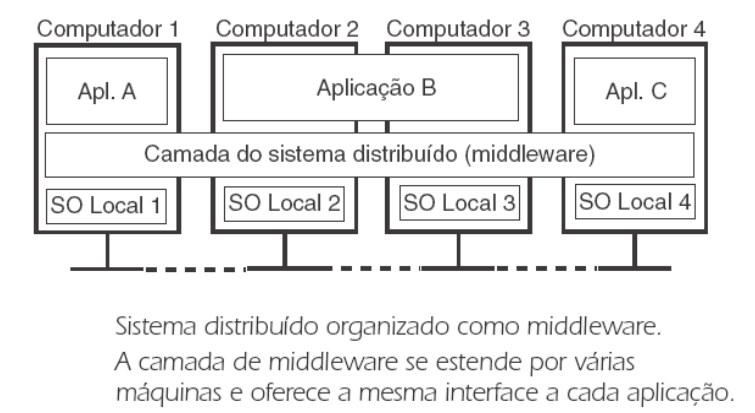 Computador 1 Computador 2 Computador 3 Computador 4
Apl. A Aplicação B Apl. C
Camada do sistema distribuído (middleware)
SO Local 1 SO Local 2 SO Local 3 SO Local 4
Sistema distribuído organizado como middleware.
A camada de middleware se estende por várias
máquinas e oferece a mesma interface a cada aplicação.